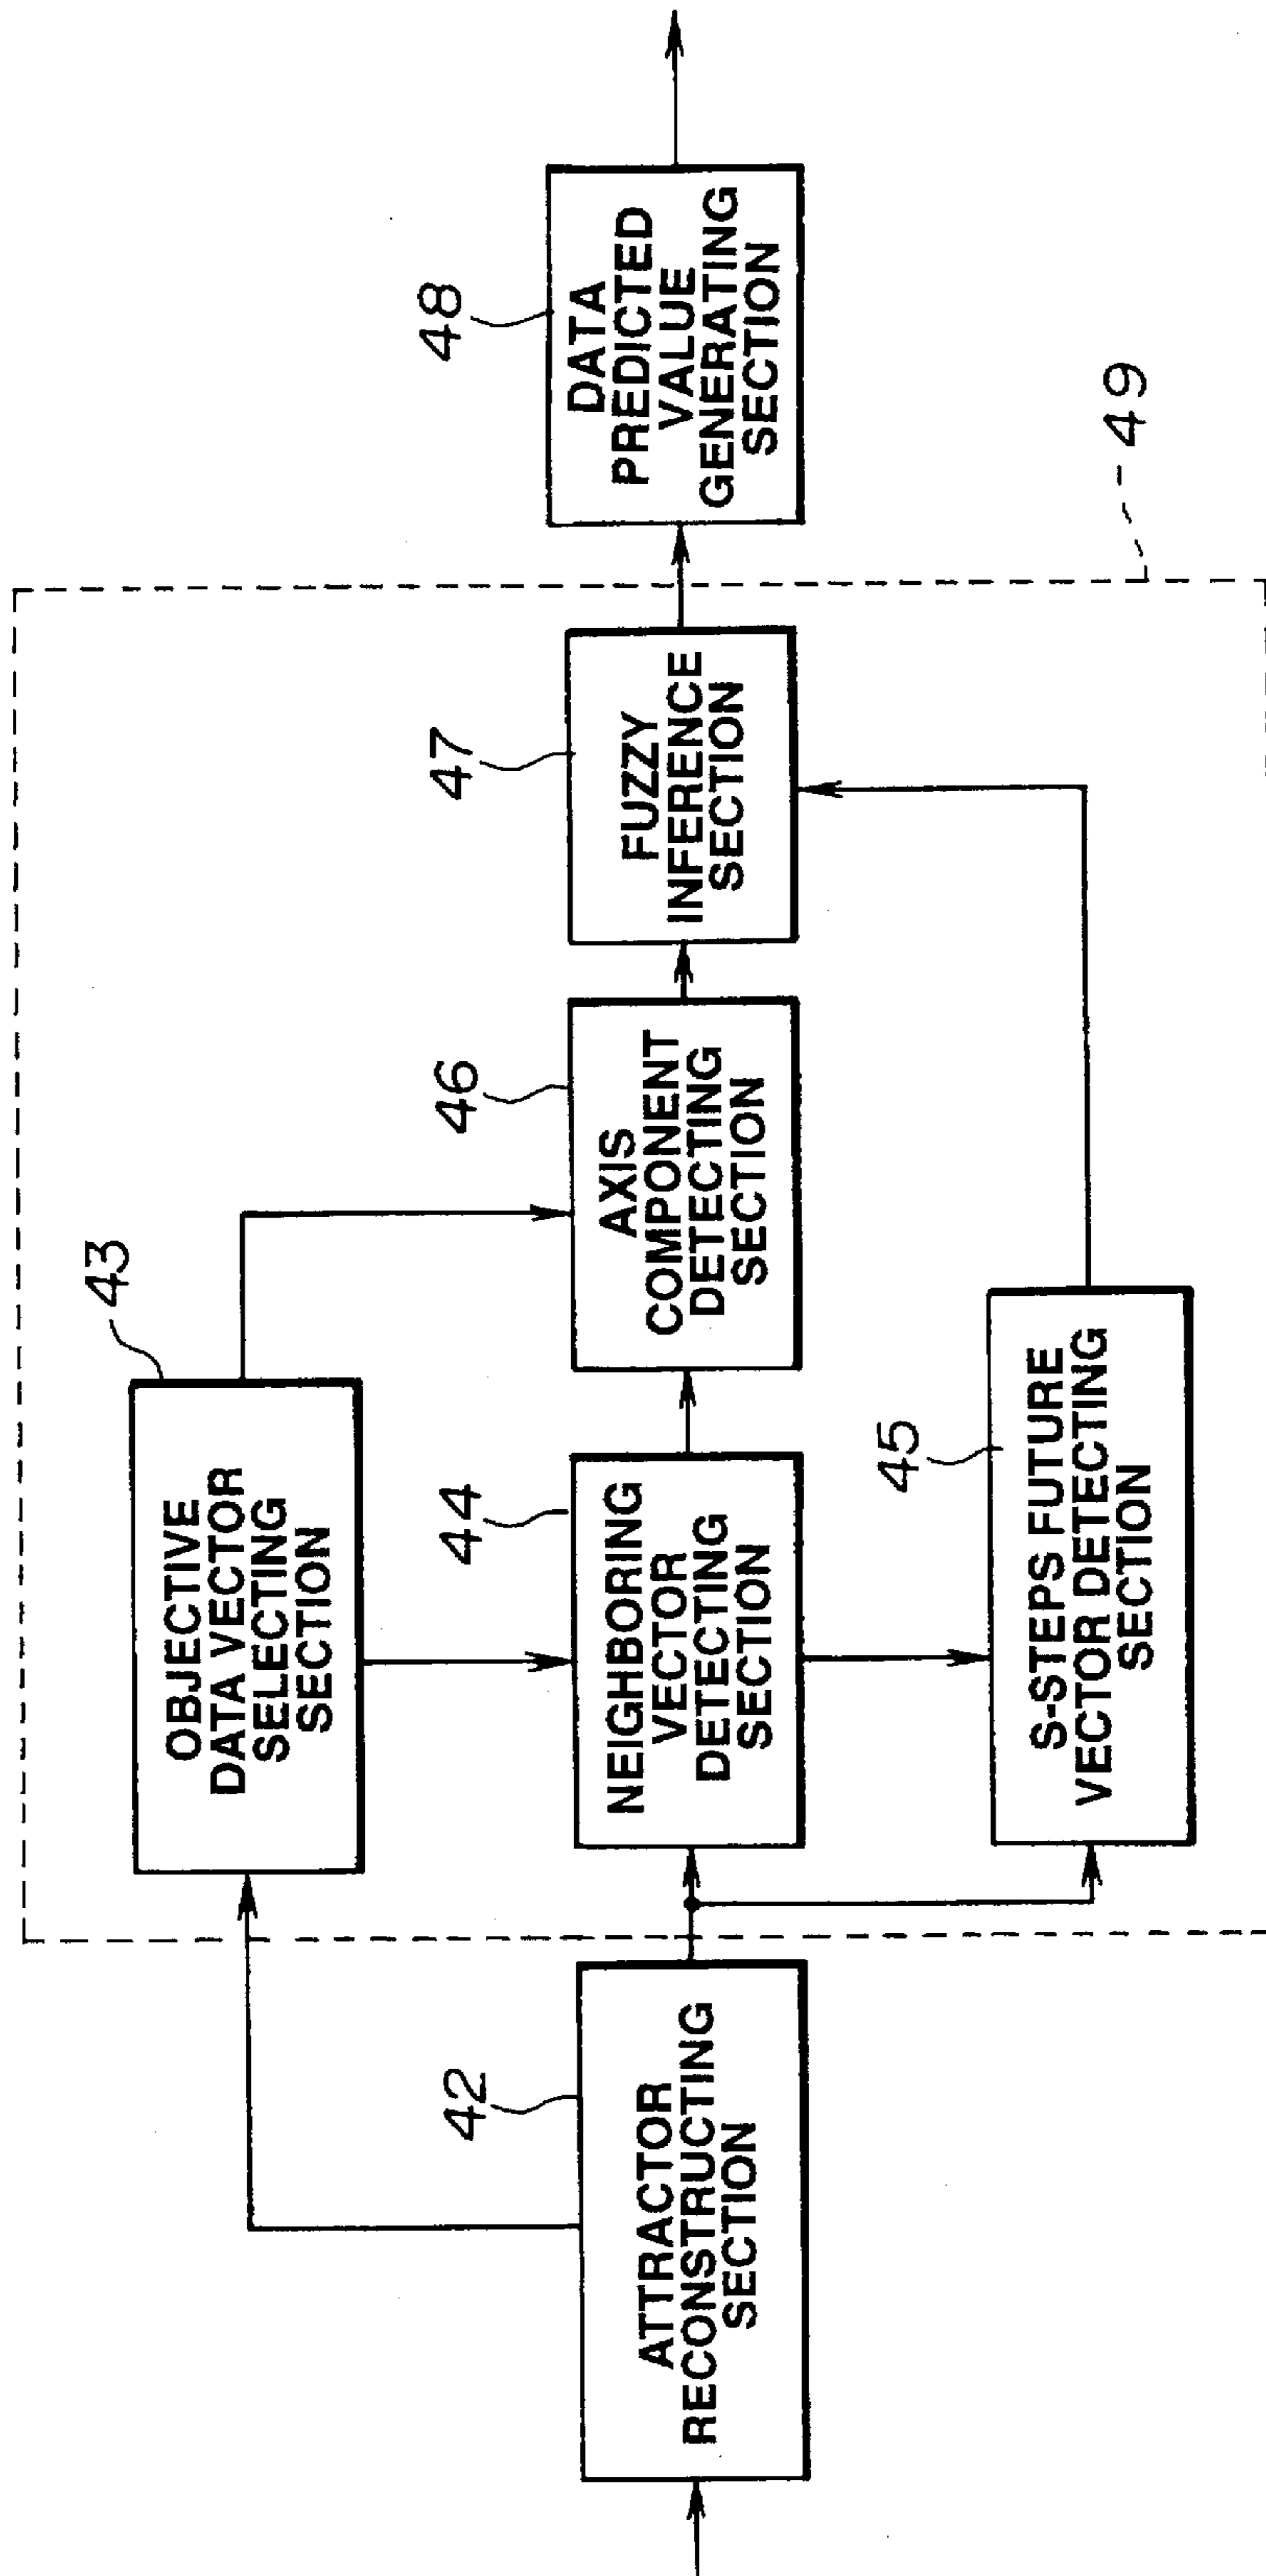 42
ATTRACTOR
RECONSTRUCTING
SECTION
43
OBJECTIVE
DATA VECTOR
SELECTING
SECTION
44
NEIGHBORING
VECTOR
DETECTING
SECTION
45
S-STEPS FUTURE
VECTOR DETECTING
SECTION
46
AXIS
COMPONENT
DETECTING
SECTION
47
FUZZY
INFERENCE
SECTION
48
DATA
PREDICTED
VALUE
GENERATING
SECTION
49